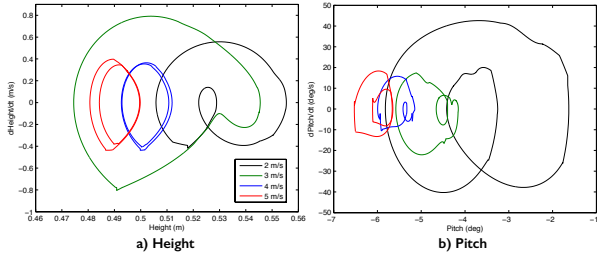 dHeight/dt (m/s)
1
0.8
0.6
0.4
0.2
0
−0.2
−0.4
−0.6
−0.8
−1
0.46 0.47 0.48 0.49 0.5 0.51 0.52 0.53 0.54 0.55 0.56
Height (m)
2 m/s
3 m/s
4 m/s
5 m/s
a) Height
dPitch/dt (deg/s)
50
40
30
20
10
0
−10
−20
−30
−40
−50
−7 −6 −5 −4 −3 −2 −1
Pitch (deg)
b) Pitch